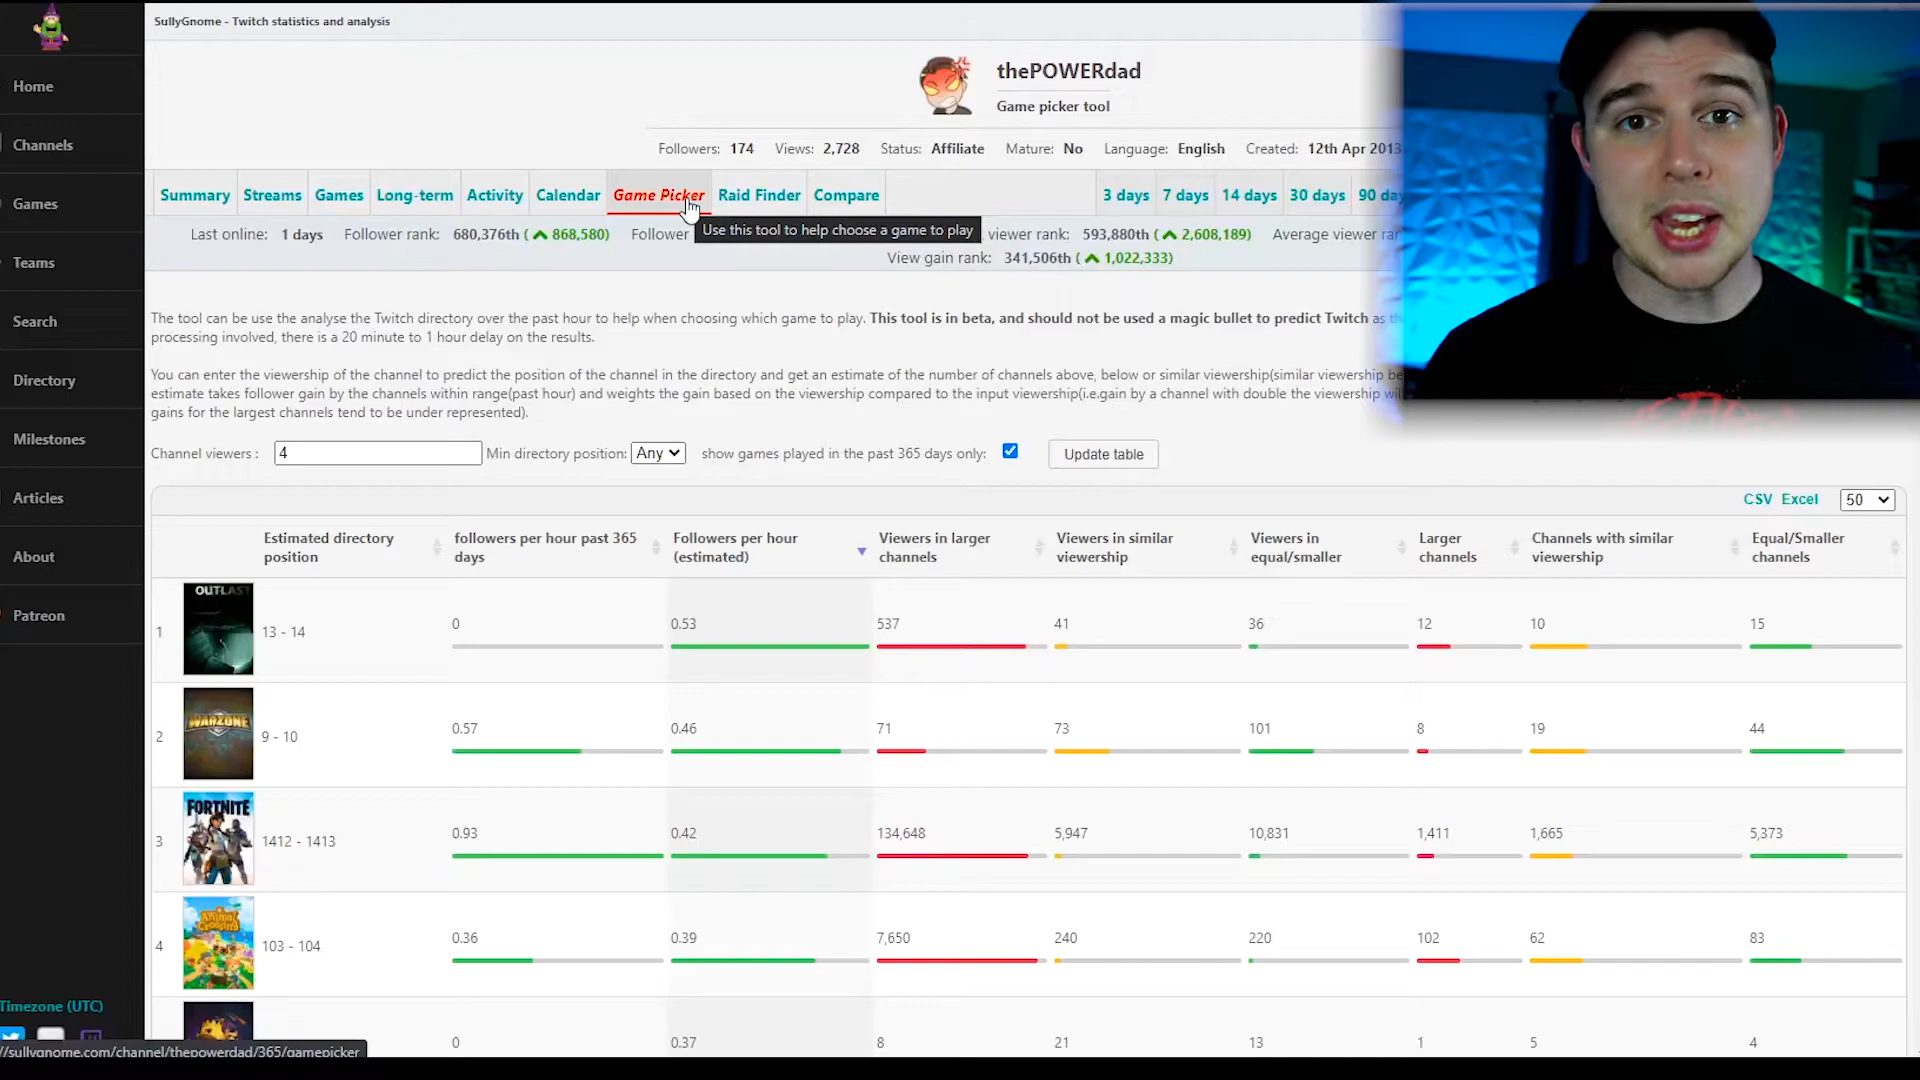 SullyGnome - Twitch statistics and analysis
thePOWERdad
Game picker tool
Followers: 174 Views: 2,728 Status: Affiliate Mature: No Language: English Created: 12th Apr 2013
Home
Channels
Games
Teams
Search
Directory
Milestones
Articles
About
Patreon
Timezone (UTC)
Summary Streams Games Long-term Activity Calendar Game Picker Raid Finder Compare 3 days 7 days 14 days 30 days 90 day
Last online: 1 days Follower rank: 680,376th ( 868,580) Follower viewer rank: 593,880th ( 2,608,189) Average viewer ran
Use this tool to help choose a game to play
View gain rank: 341,506th ( 1,022,333)
The tool can be use the analyse the Twitch directory over the past hour to help when choosing which game to play. This tool is in beta, and should not be used a magic bullet to predict Twitch as the
processing involved, there is a 20 minute to 1 hour delay on the results.
You can enter the viewership of the channel to predict the position of the channel in the directory and get an estimate of the number of channels above, below or similar viewership(similar viewership be
estimate takes follower gain by the channels within range(past hour) and weights the gain based on the viewership compared to the input viewership(i.e.gain by a channel with double the viewership wil
gains for the largest channels tend to be under represented).
Channel viewers : 4 Min directory position: Any show games played in the past 365 days only: Update table
CSV Excel 50
Estimated directory position followers per hour past 365 days Followers per hour (estimated) Viewers in larger channels Viewers in similar viewership Viewers in equal/smaller Larger channels Channels with similar viewership Equal/Smaller channels
1 OUTLAST 13 - 14 0 0.53 537 41 36 12 10 15
2 WARZONE 9 - 10 0.57 0.46 71 73 101 8 19 44
3 FORTNITE 1412 - 1413 0.93 0.42 134,648 5,947 10,831 1,411 1,665 5,373
4 Animal Crossing 103 - 104 0.36 0.39 7,650 240 220 102 62 83
0 0.37 8 21 13 1 5 4
//sullygnome.com/channel/thepowerdad/365/gamepicker